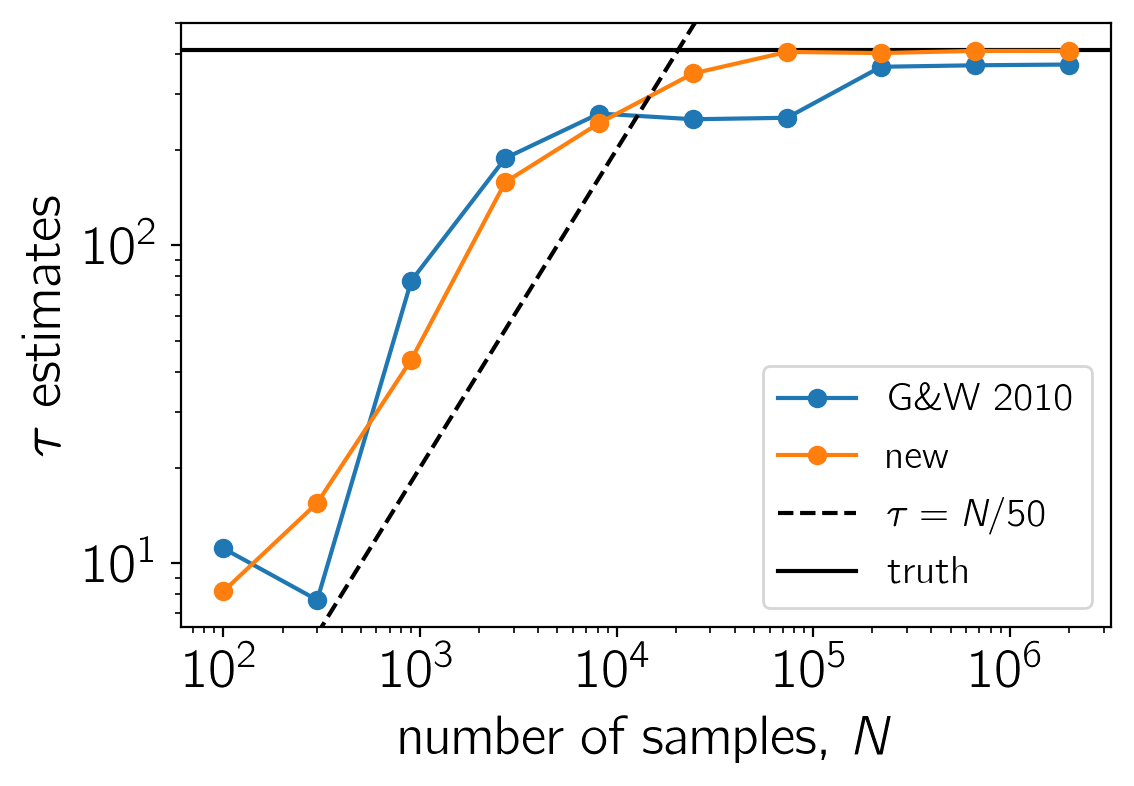 τ estimates
10²
10¹
10²
10³
10⁴
10⁵
10⁶
number of samples, N
G&W 2010
new
τ = N/50
truth